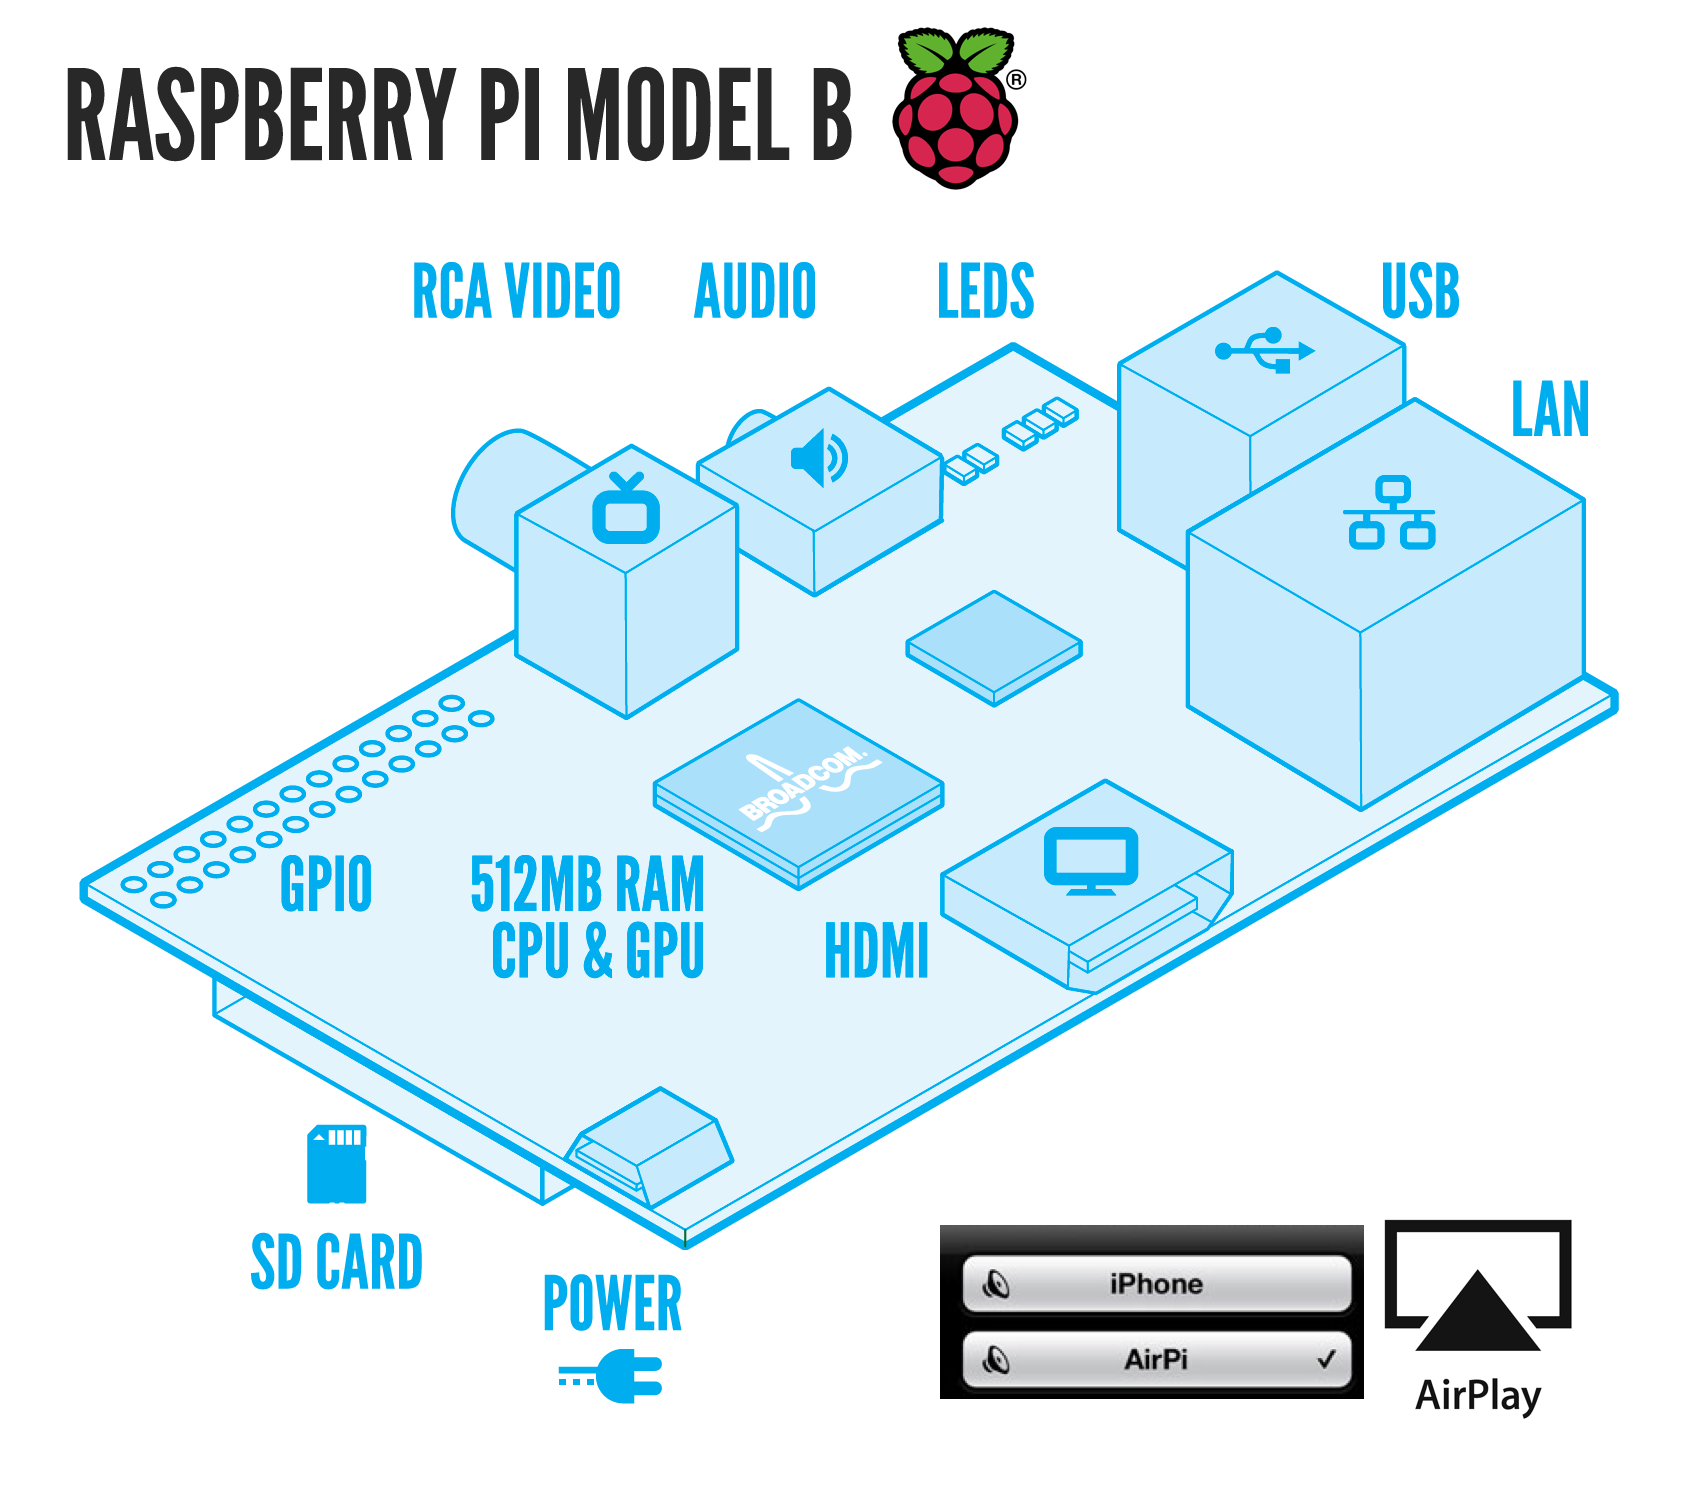 RASPBERRY PI MODEL B
®
RCA VIDEO
AUDIO
LEDS
USB
LAN
BROADCOM.
GPIO
512MB RAM
CPU & GPU
HDMI
SD CARD
POWER
iPhone
AirPi
AirPlay